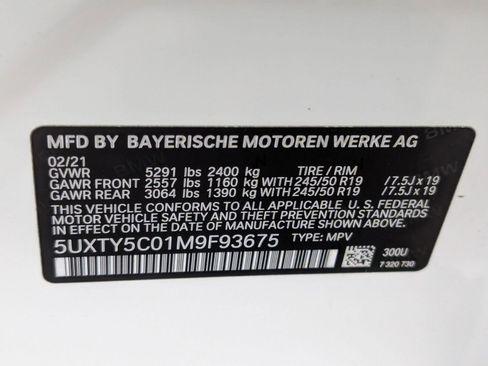 MFD BY BAYERISCHE MOTOREN WERKE AG
02/21
GVWR 5291 lbs 2400 kg TIRE / RIM
GAWR FRONT 2557 lbs 1160 kg WITH 245/50 R19 / 7.5J x 19
GAWR REAR 3064 lbs 1390 kg WITH 245/50 R19 / 7.5J x 19
THIS VEHICLE CONFORMS TO ALL APPLICABLE U. S. FEDERAL
MOTOR VEHICLE SAFETY AND THEFT PREVENTION STANDARDS
IN EFFECT ON THE DATE OF MANUFACTURE SHOWN ABOVE.
5UXTY5C01M9F93675 TYPE: MPV
300U
7 320 730